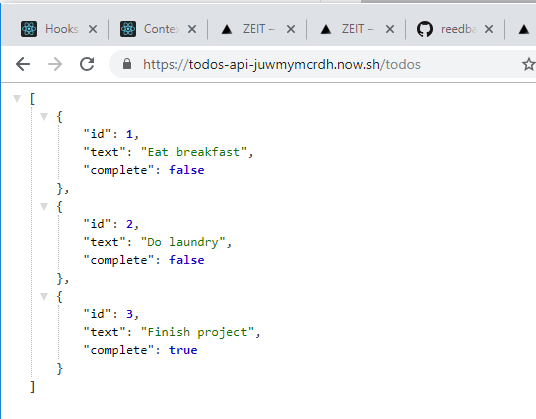 Hooks
Contex
ZEIT –
ZEIT –
reedba
https://todos-api-juwmymcrdh.now.sh/todos
[
{
"id": 1,
"text": "Eat breakfast",
"complete": false
},
{
"id": 2,
"text": "Do laundry",
"complete": false
},
{
"id": 3,
"text": "Finish project",
"complete": true
}
]